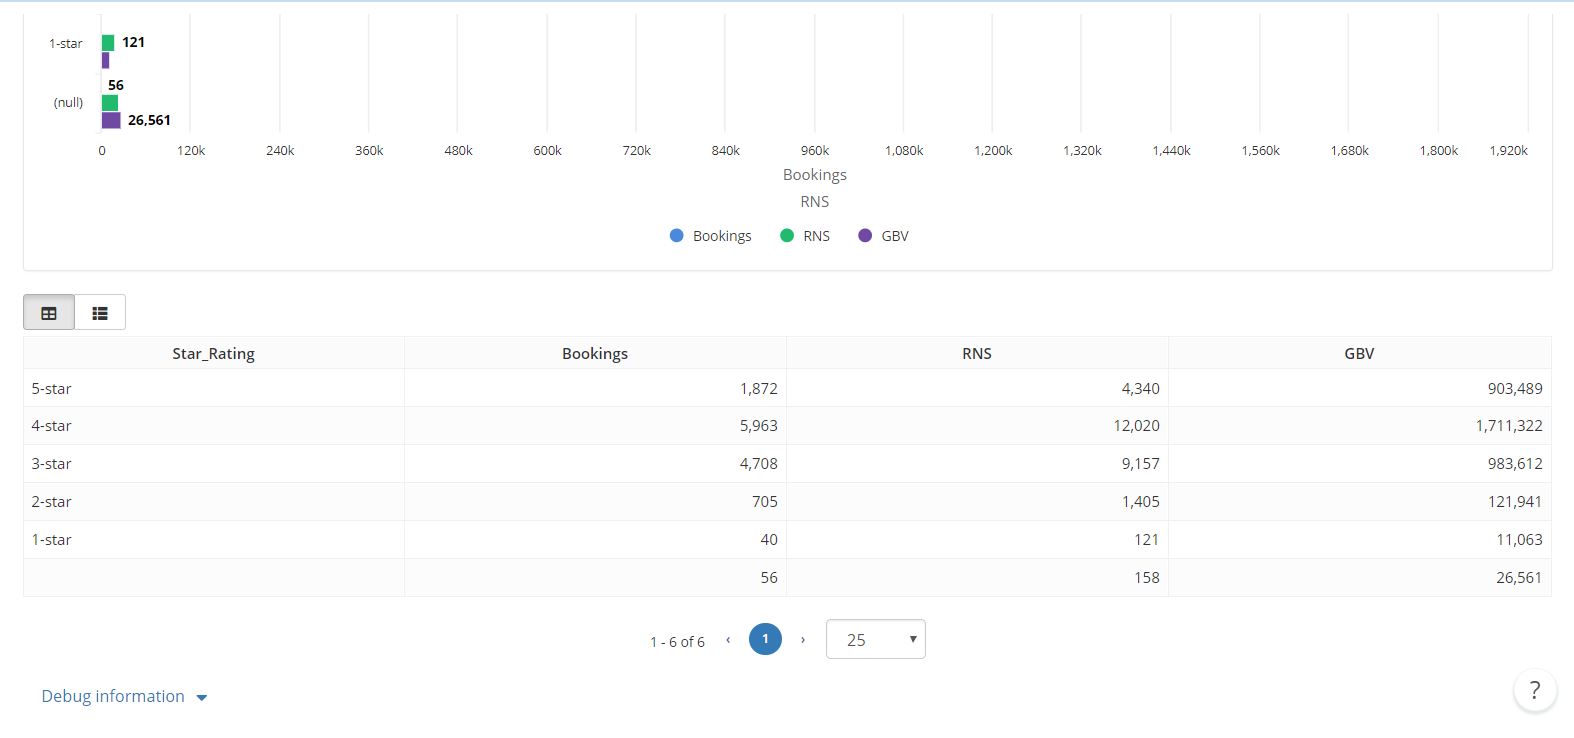 1-star 121
56
(null)
26,561
0 120k 240k 360k 480k 600k 720k 840k 960k 1,080k 1,200k 1,320k 1,440k 1,560k 1,680k 1,800k 1,920k
Bookings
RNS
Bookings RNS GBV
Star_Rating Bookings RNS GBV
5-star 1,872 4,340 903,489
4-star 5,963 12,020 1,711,322
3-star 4,708 9,157 983,612
2-star 705 1,405 121,941
1-star 40 121 11,063
56 158 26,561
1 - 6 of 6 ‹ 1 › 25
Debug information
?